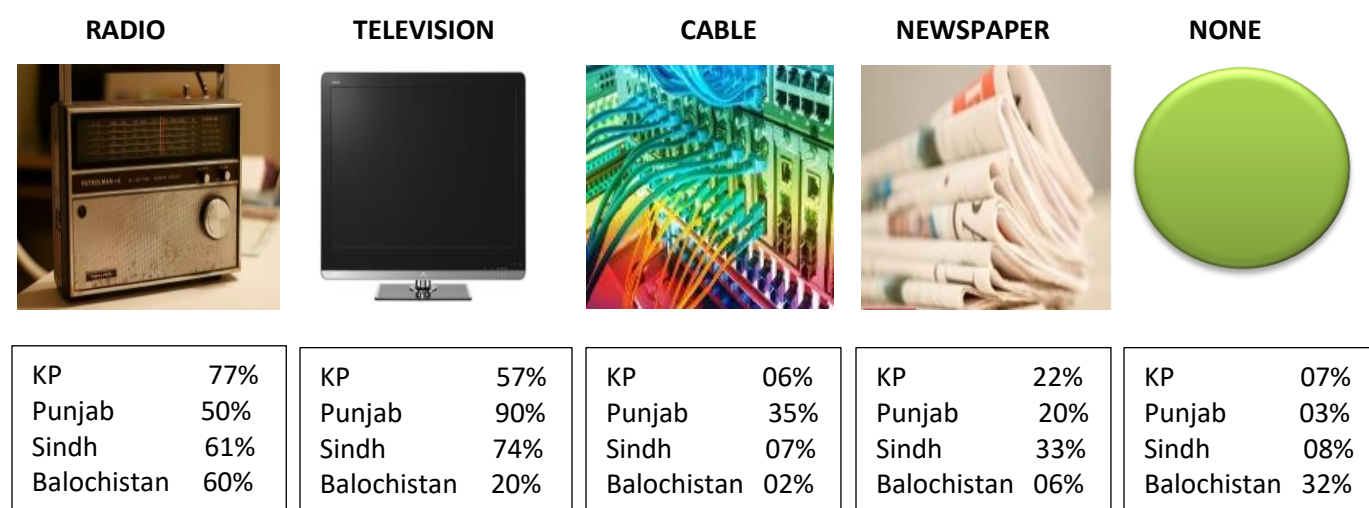 RADIO TELEVISION CABLE NEWSPAPER NONE
PATROLMAN
KP 77%
Punjab 50%
Sindh 61%
Balochistan 60%
KP 57%
Punjab 90%
Sindh 74%
Balochistan 20%
KP 06%
Punjab 35%
Sindh 07%
Balochistan 02%
KP 22%
Punjab 20%
Sindh 33%
Balochistan 06%
KP 07%
Punjab 03%
Sindh 08%
Balochistan 32%